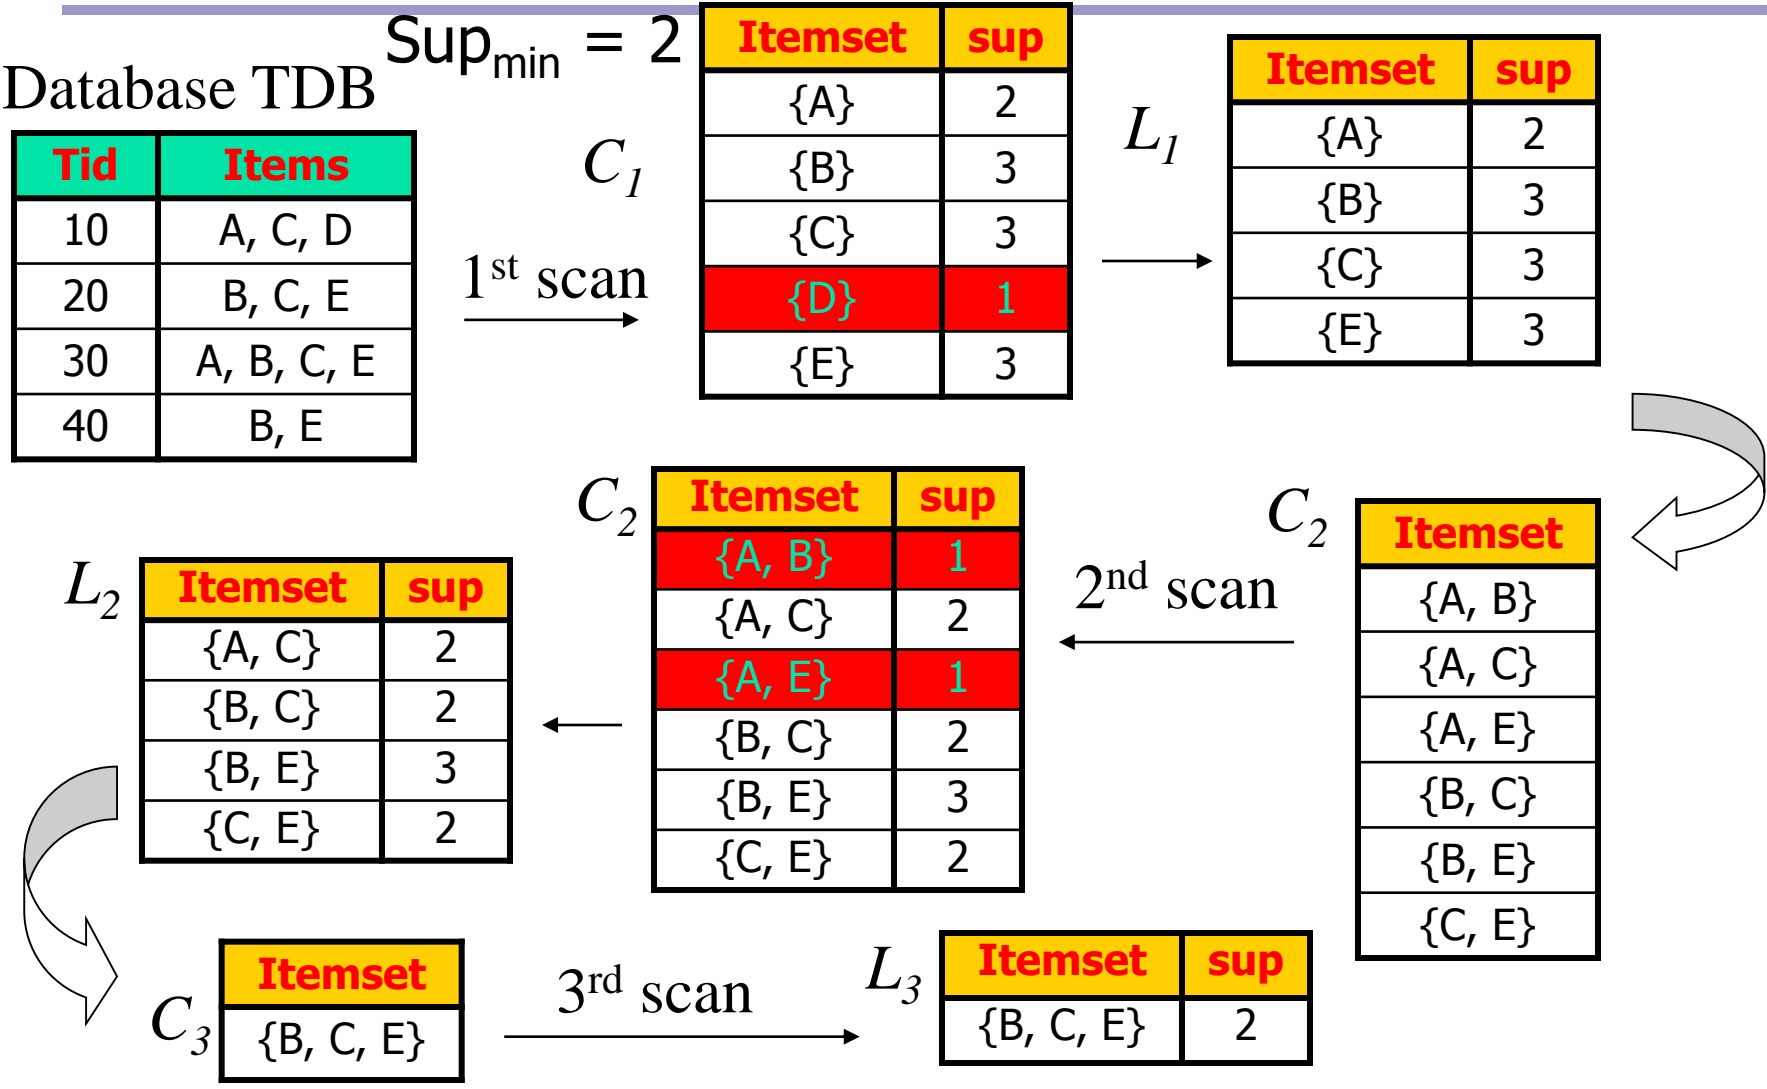 Sup_min = 2
Database TDB
Tid Items
10 A, C, D
20 B, C, E
30 A, B, C, E
40 B, E
1st scan
C1
Itemset sup
{A} 2
{B} 3
{C} 3
{D} 1
{E} 3
L1
Itemset sup
{A} 2
{B} 3
{C} 3
{E} 3
C2
Itemset
{A, B}
{A, C}
{A, E}
{B, C}
{B, E}
{C, E}
2nd scan
C2
Itemset sup
{A, B} 1
{A, C} 2
{A, E} 1
{B, C} 2
{B, E} 3
{C, E} 2
L2
Itemset sup
{A, C} 2
{B, C} 2
{B, E} 3
{C, E} 2
C3
Itemset
{B, C, E}
3rd scan
L3
Itemset sup
{B, C, E} 2